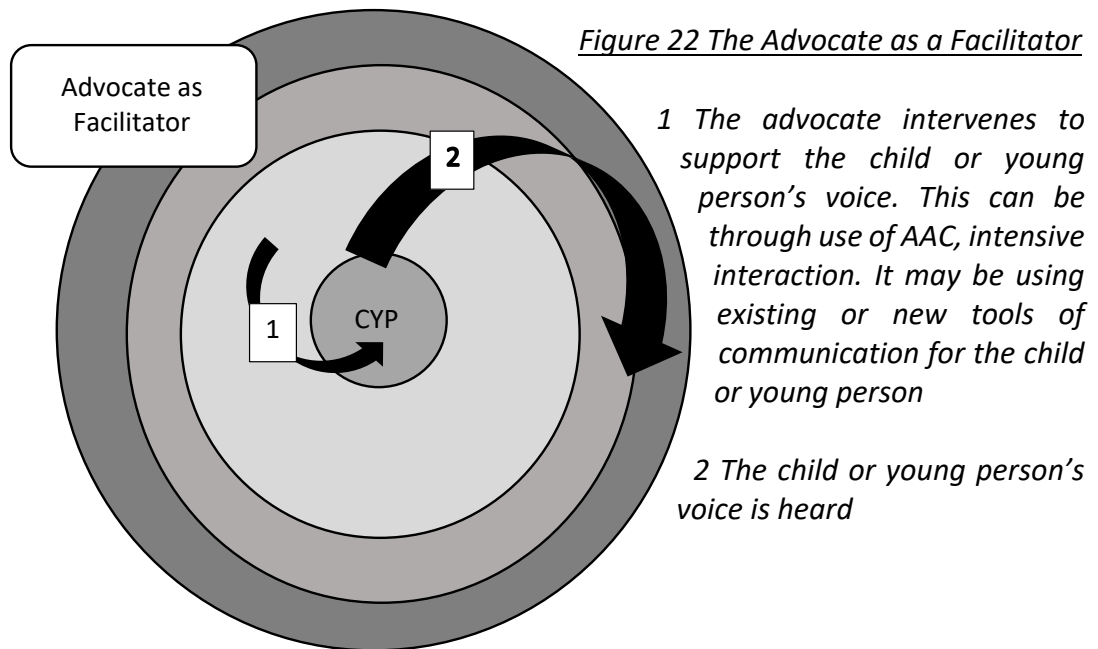 Figure 22 The Advocate as a Facilitator
Advocate as
Facilitator
1 The advocate intervenes to
support the child or young
person’s voice. This can be
through use of AAC, intensive
interaction. It may be using
existing or new tools of
communication for the child
or young person
2
1
CYP
2 The child or young person’s
voice is heard